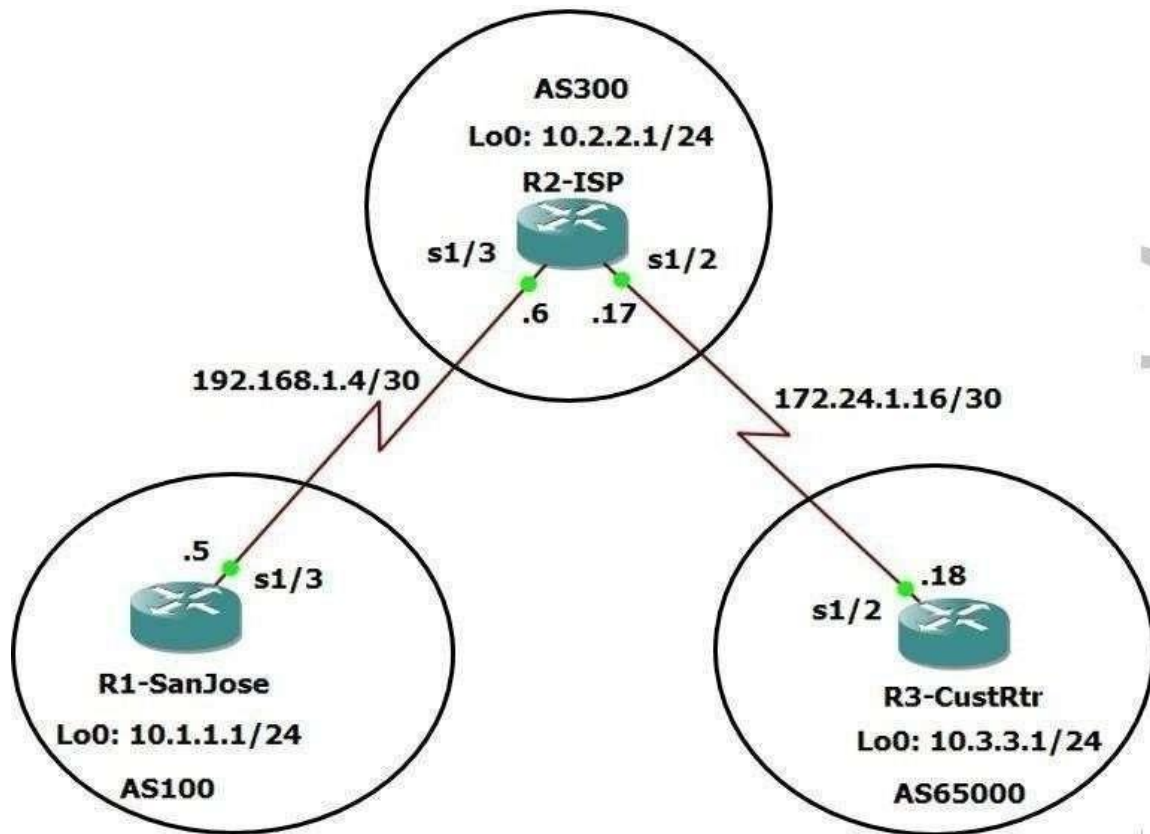 AS300
Lo0: 10.2.2.1/24
R2-ISP
s1/3
s1/2
.6
.17
192.168.1.4/30
172.24.1.16/30
.5
s1/3
.18
s1/2
R1-SanJose
R3-CustRtr
Lo0: 10.1.1.1/24
Lo0: 10.3.3.1/24
AS100
AS65000